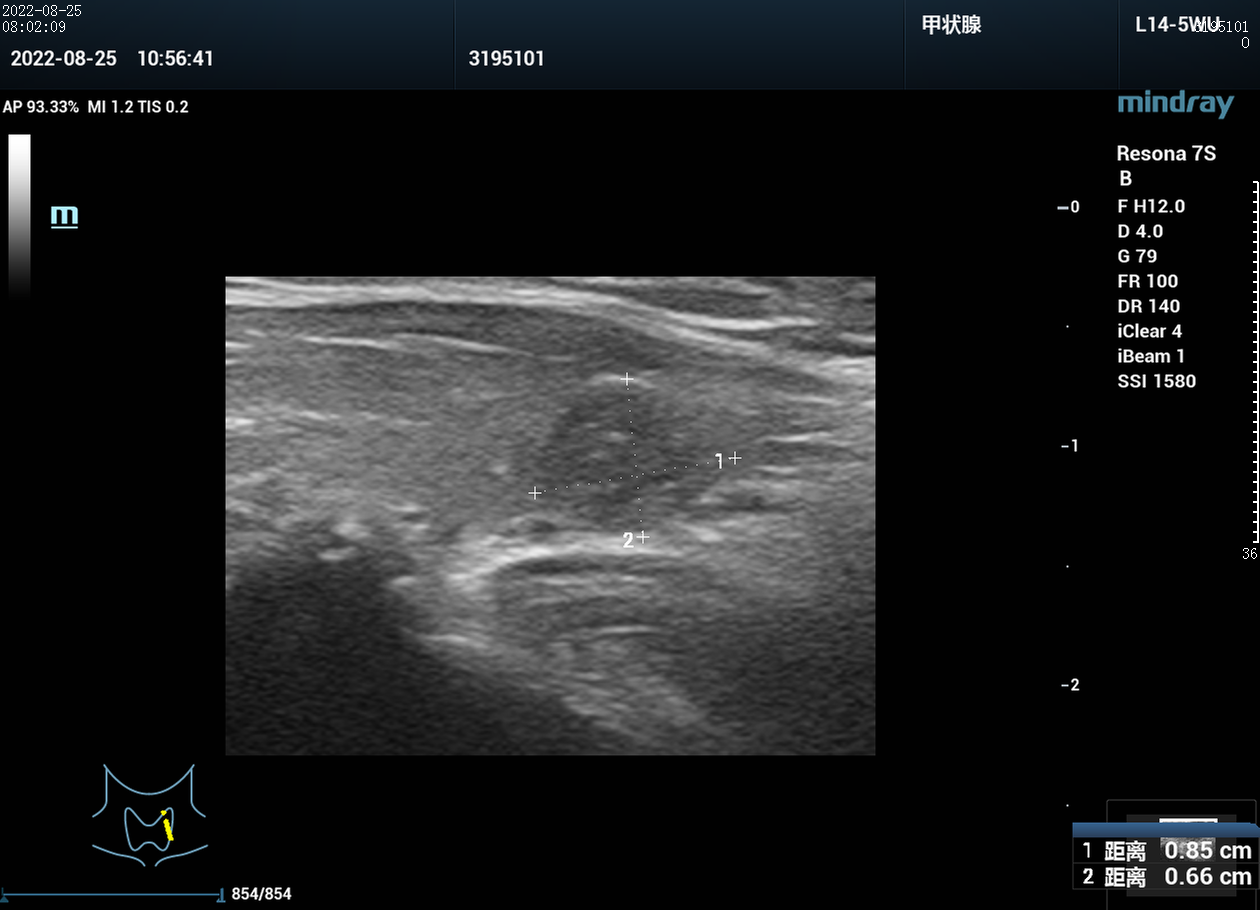 2022-08-25
08:02:09
2022-08-25 10:56:41
3195101
甲状腺
L14-5WU
3195101
0
AP 93.33% MI 1.2 TIS 0.2
mindray
m
Resona 7S
B
F H12.0
D 4.0
G 79
FR 100
DR 140
iClear 4
iBeam 1
SSI 1580
0
-1
-2
36
1
2
1 距离 0.85 cm
2 距离 0.66 cm
854/854